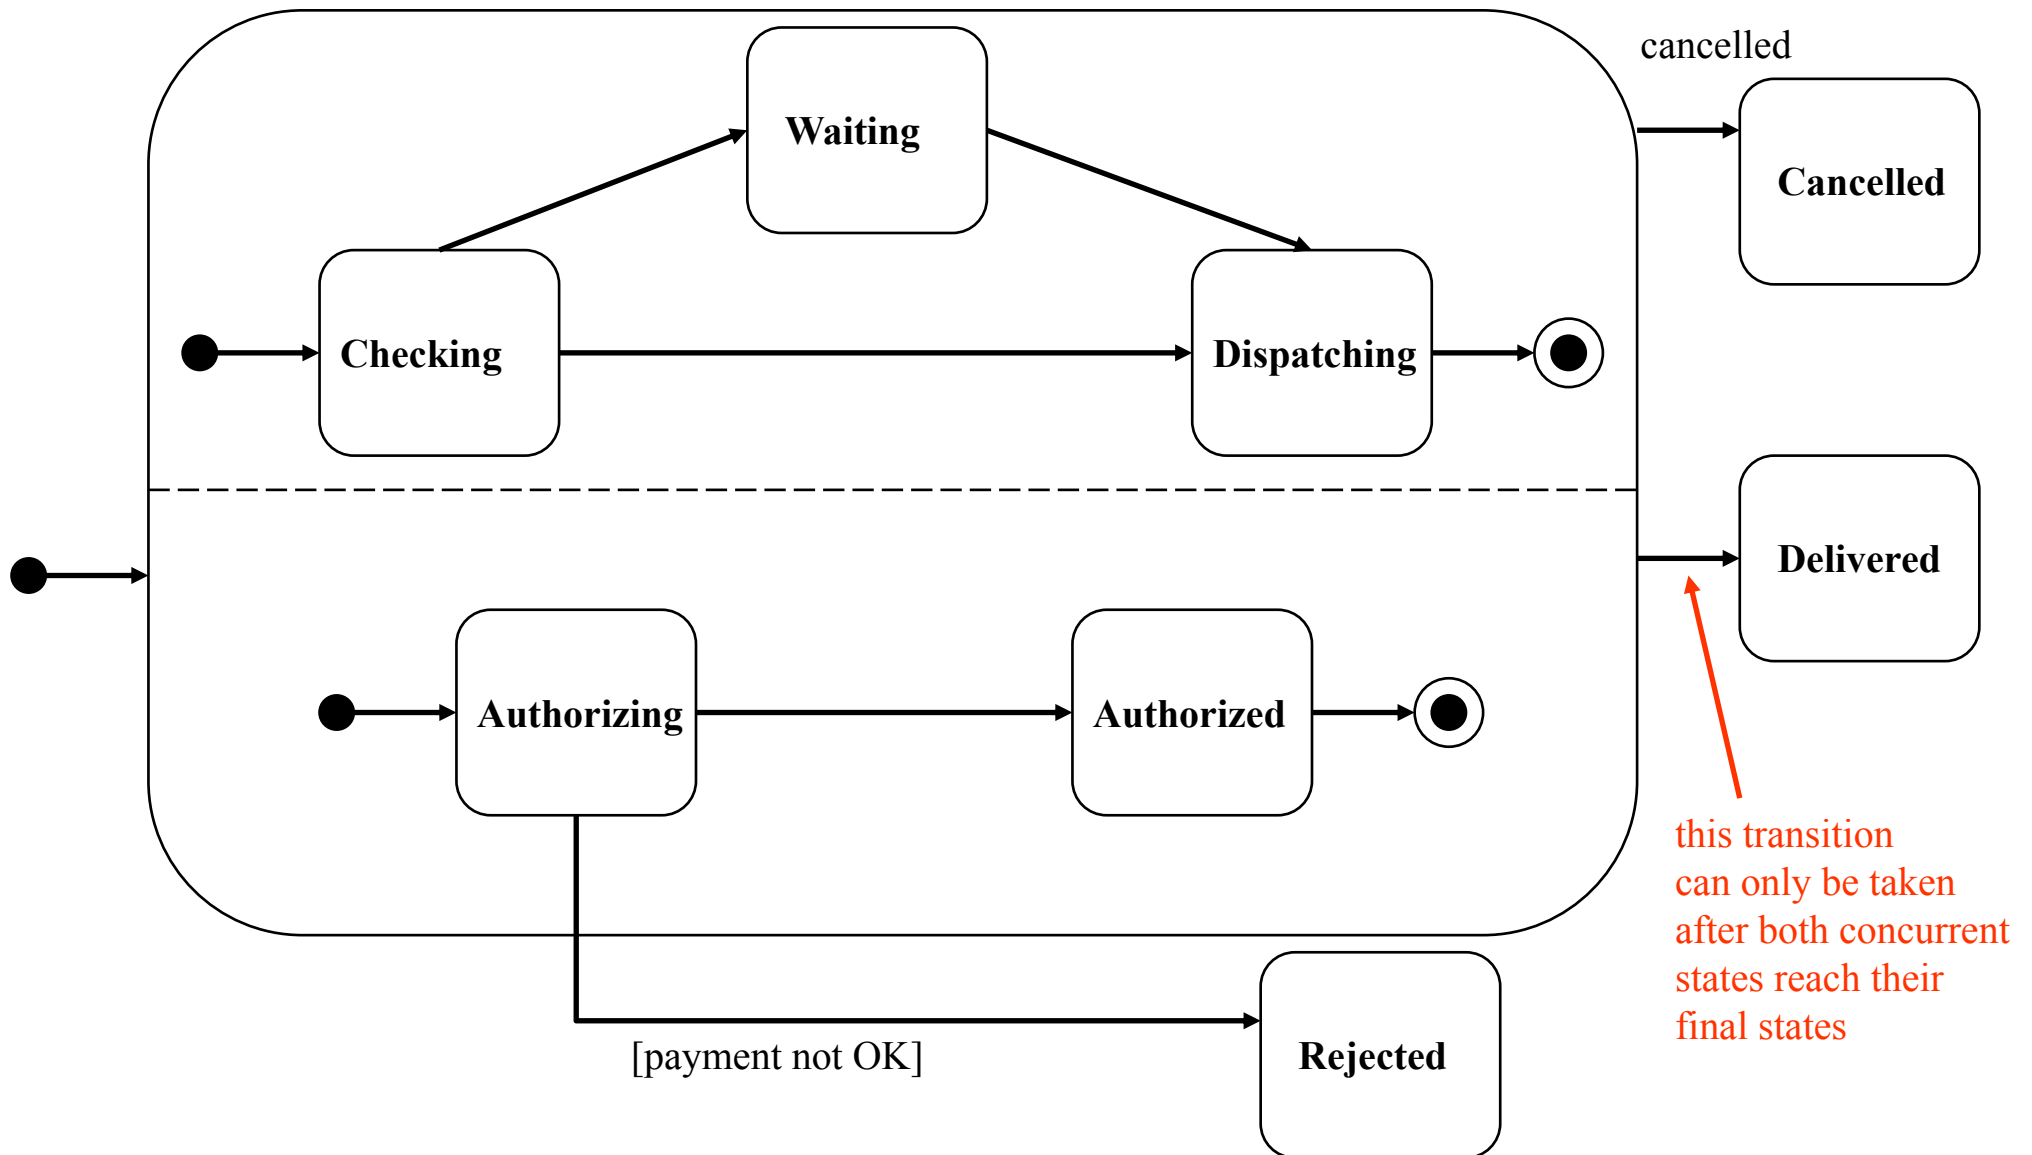 cancelled
Waiting
Cancelled
Checking
Dispatching
Delivered
Authorizing
Authorized
this transition
can only be taken
after both concurrent
states reach their
final states
[payment not OK]
Rejected